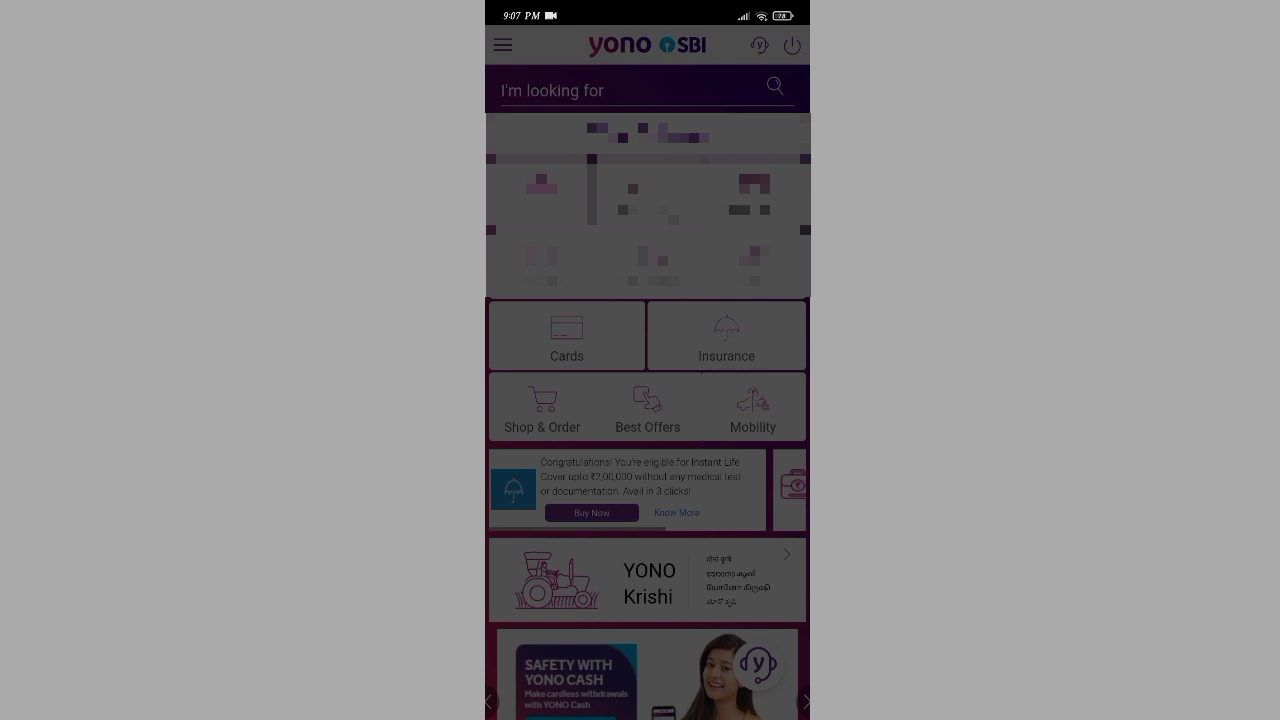 9:07 PM
78
yono SBI
I'm looking for
Cards
Insurance
Shop & Order
Best Offers
Mobility
Congratulations! You're eligible for Instant Life
Cover upto ₹2,00,000 without any medical test
or documentation. Avail in 3 clicks!
Buy Now
Know More
YONO
Krishi
योनो कृषि
യോനോ കൃഷി
யோனோ கிருஷி
యోనో కృషి
SAFETY WITH
YONO CASH
Make cardless withdrawals
with YONO Cash
y